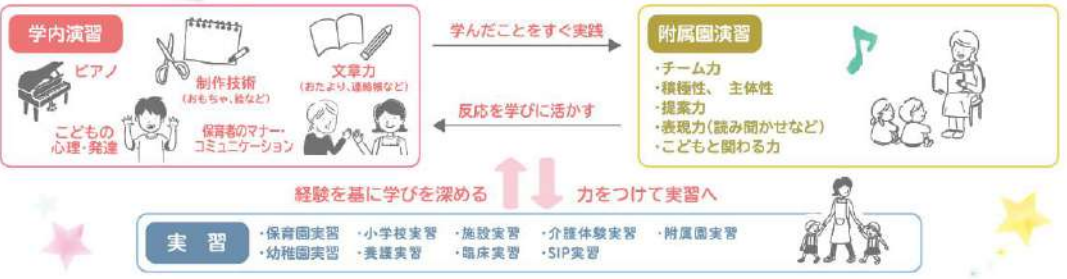 学内演習
ピアノ
制作技術
(おもちゃ、絵など)
文章力
(おたより、連絡帳など)
こどもの
心理・発達
保育者のマナー・
コミュニケーション
学んだことをすぐ実践
反応を学びに活かす
附属園演習
・チーム力
・積極性、 主体性
・提案力
・表現力(読み聞かせなど)
・こどもと関わる力
経験を基に学びを深める
力をつけて実習へ
実 習
・保育園実習 ・小学校実習 ・施設実習 ・介護体験実習 ・附属園実習
・幼稚園実習 ・養護実習 ・臨床実習 ・SIP実習